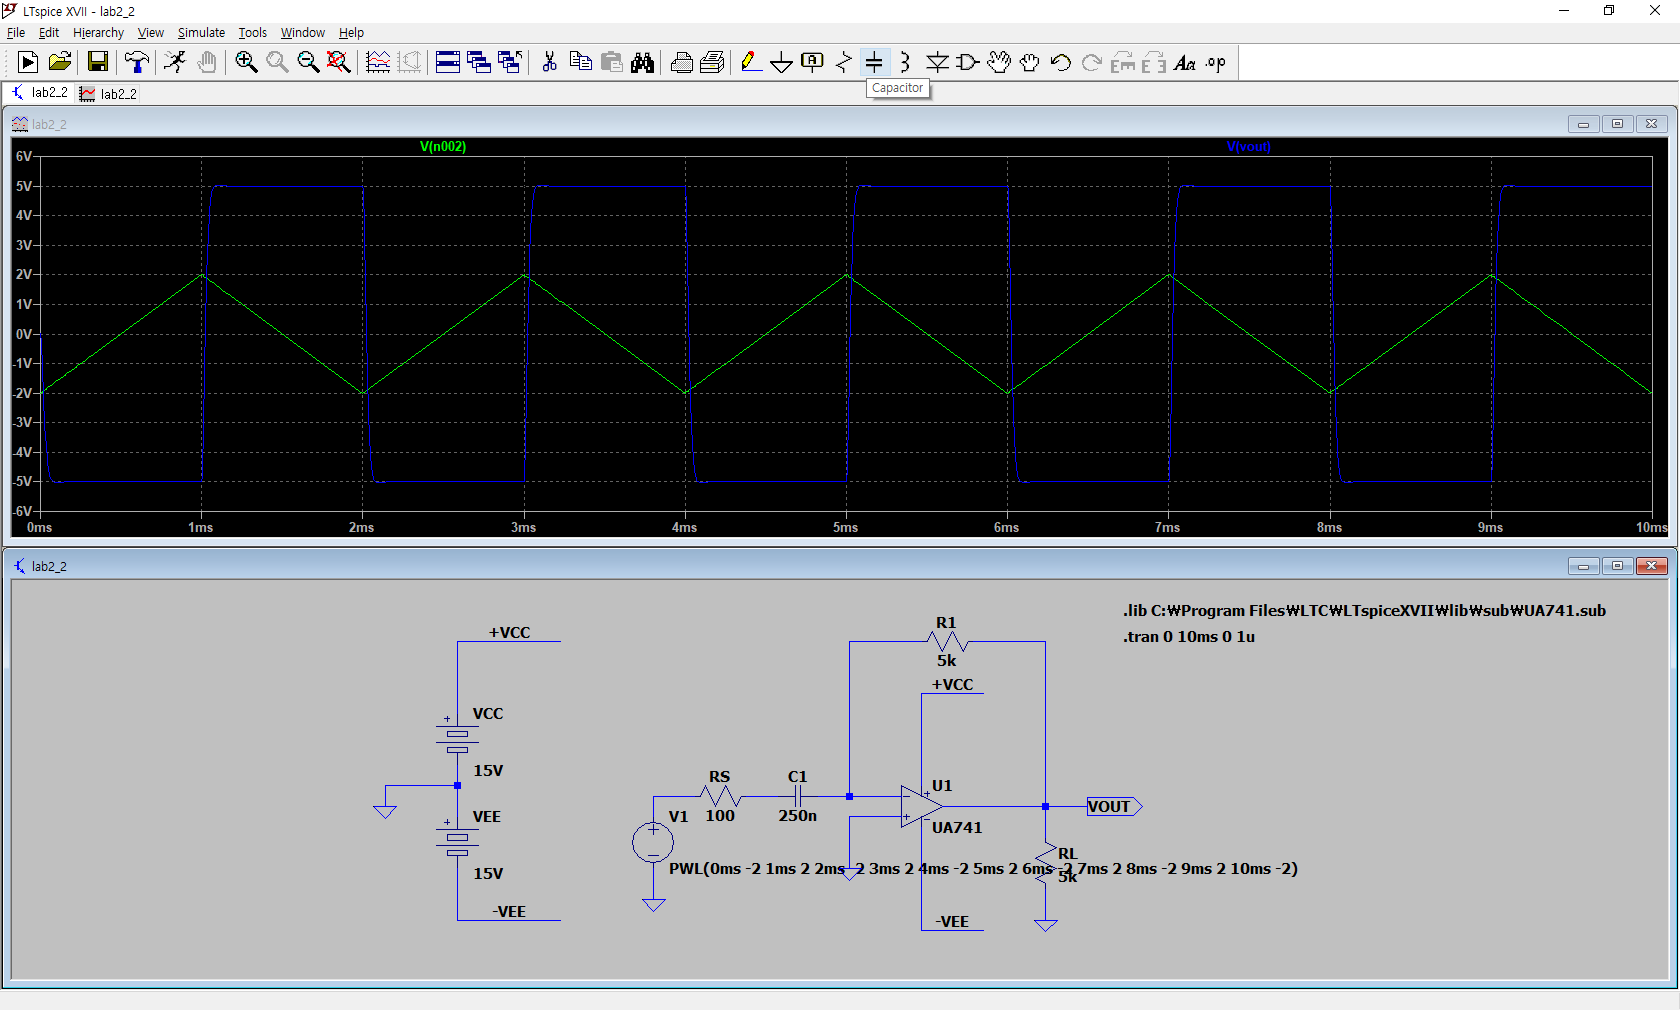 LTspice XVII - lab2_2
File Edit Hierarchy View Simulate Tools Window Help
lab2_2 lab2_2
Capacitor
lab2_2
V(n002) V(vout)
6V
5V
4V
3V
2V
1V
0V
-1V
-2V
-3V
-4V
-5V
-6V
0ms 1ms 2ms 3ms 4ms 5ms 6ms 7ms 8ms 9ms 10ms
lab2_2
.lib C:₩Program Files₩LTC₩LTspiceXVII₩lib₩sub₩UA741.sub
.tran 0 10ms 0 1u
+VCC
VCC
15V
VEE
15V
-VEE
R1
5k
+VCC
RS
100
C1
250n
V1
U1
UA741
VOUT
RL
5k
PWL(0ms -2 1ms 2 2ms -2 3ms 2 4ms -2 5ms 2 6ms -2 7ms 2 8ms -2 9ms 2 10ms -2)
-VEE